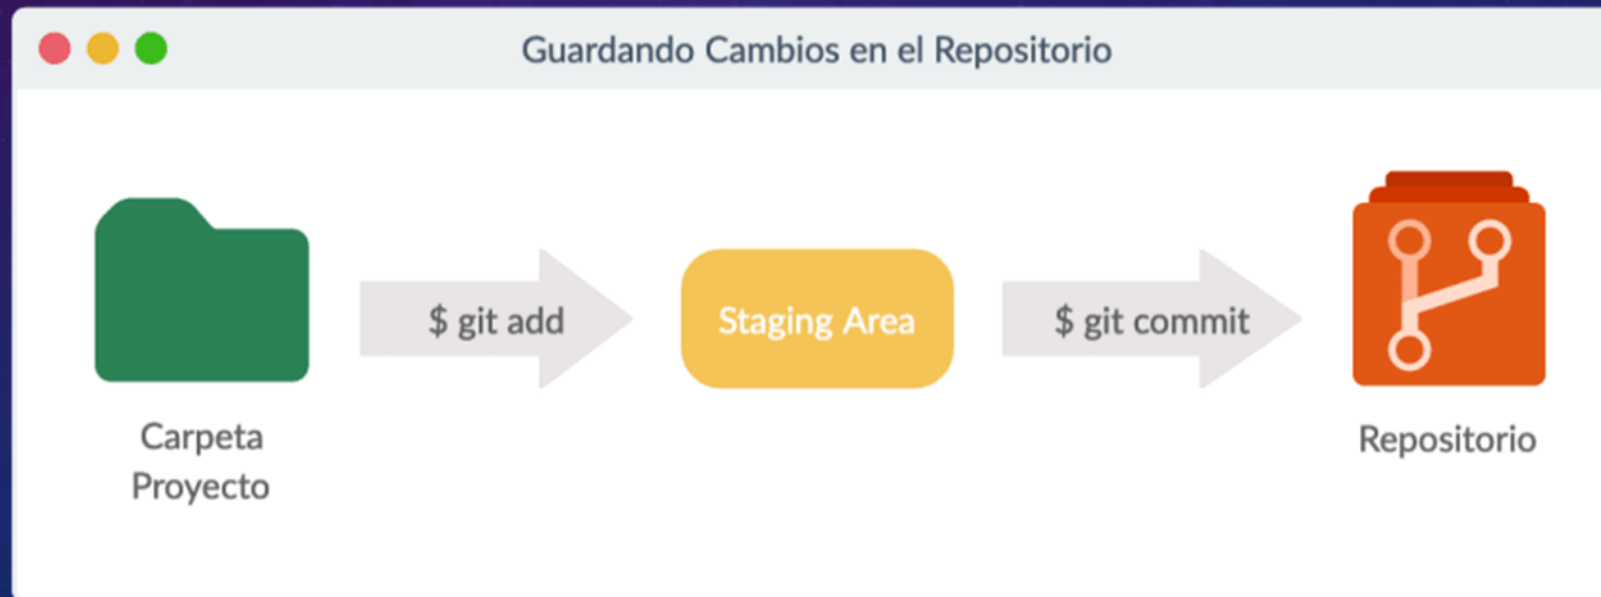 Guardando Cambios en el Repositorio
$ git add
Staging Area
$ git commit
Carpeta
Proyecto
Repositorio